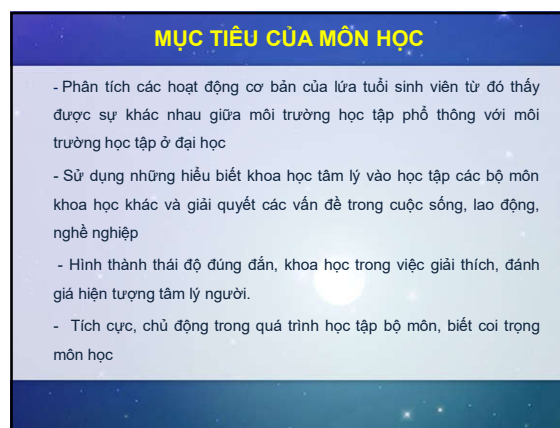 MỤC TIÊU CỦA MÔN HỌC
- Phân tích các hoạt động cơ bản của lứa tuổi sinh viên từ đó thấy
được sự khác nhau giữa môi trường học tập phổ thông với môi
trường học tập ở đại học
- Sử dụng những hiểu biết khoa học tâm lý vào học tập các bộ môn
khoa học khác và giải quyết các vấn đề trong cuộc sống, lao động,
nghề nghiệp
- Hình thành thái độ đúng đắn, khoa học trong việc giải thích, đánh
giá hiện tượng tâm lý người.
- Tích cực, chủ động trong quá trình học tập bộ môn, biết coi trọng
môn học